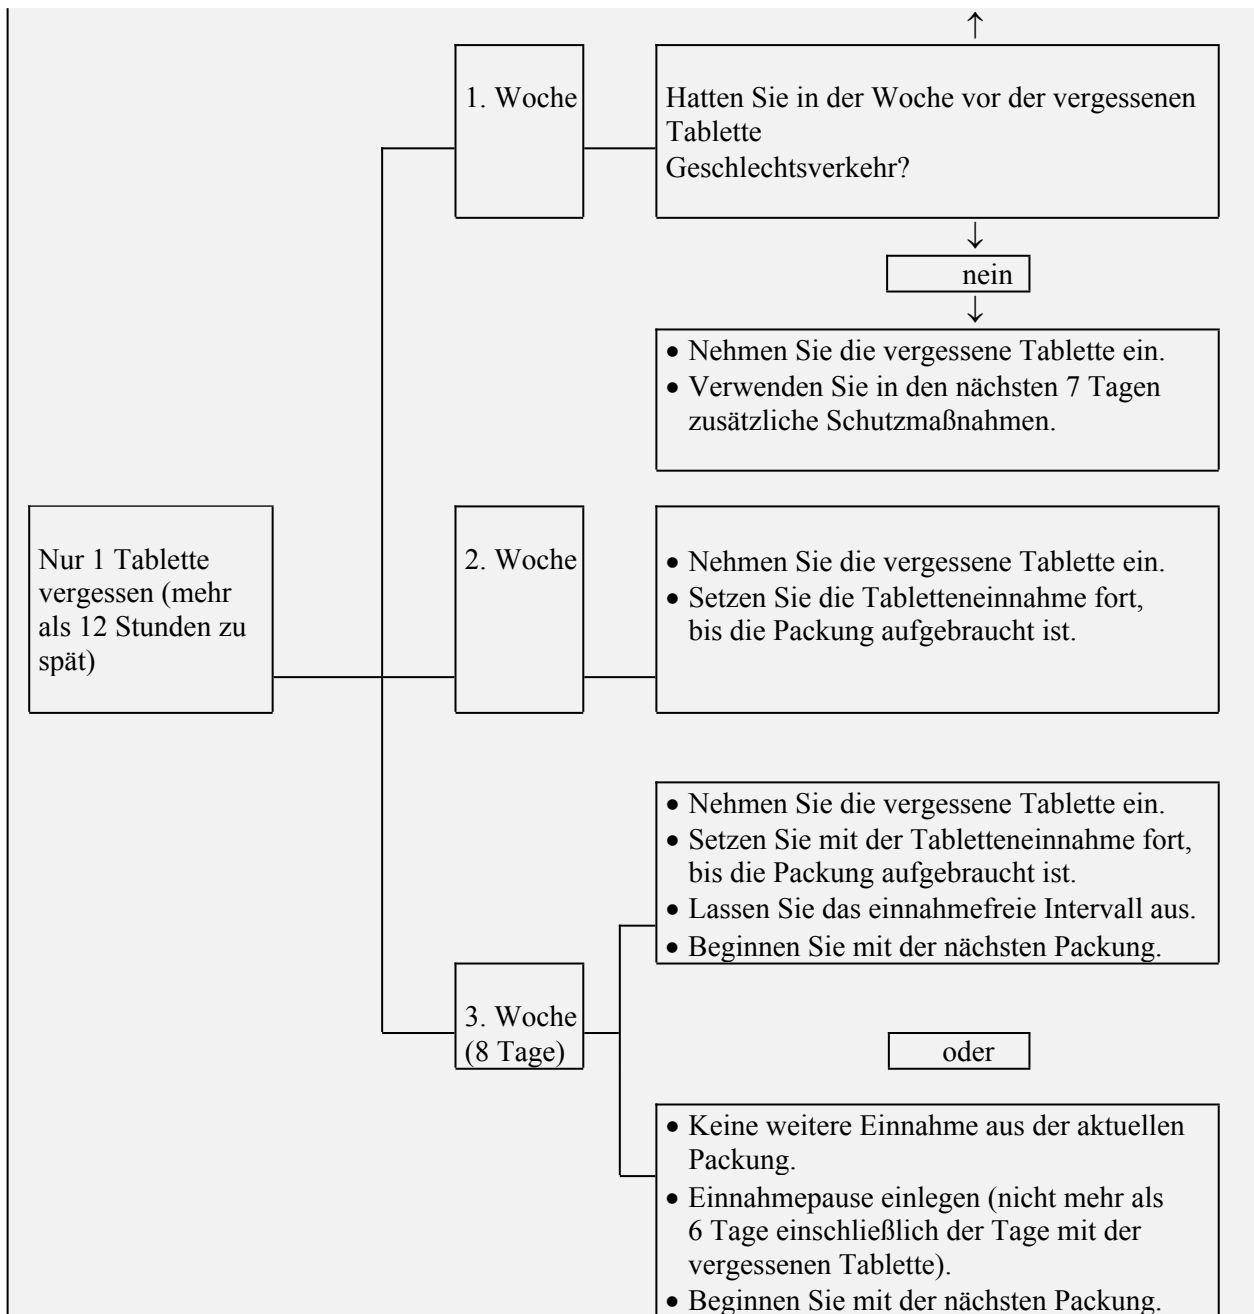 ↑
1. Woche
Hatten Sie in der Woche vor der vergessenen
Tablette
Geschlechtsverkehr?
↓
nein
↓
• Nehmen Sie die vergessene Tablette ein.
• Verwenden Sie in den nächsten 7 Tagen
zusätzliche Schutzmaßnahmen.
Nur 1 Tablette
vergessen (mehr
als 12 Stunden zu
spät)
2. Woche
• Nehmen Sie die vergessene Tablette ein.
• Setzen Sie die Tabletteneinnahme fort,
bis die Packung aufgebraucht ist.
• Nehmen Sie die vergessene Tablette ein.
• Setzen Sie mit der Tabletteneinnahme fort,
bis die Packung aufgebraucht ist.
• Lassen Sie das einnahmefreie Intervall aus.
• Beginnen Sie mit der nächsten Packung.
3. Woche
(8 Tage)
oder
• Keine weitere Einnahme aus der aktuellen
Packung.
• Einnahmepause einlegen (nicht mehr als
6 Tage einschließlich der Tage mit der
vergessenen Tablette).
• Beginnen Sie mit der nächsten Packung.